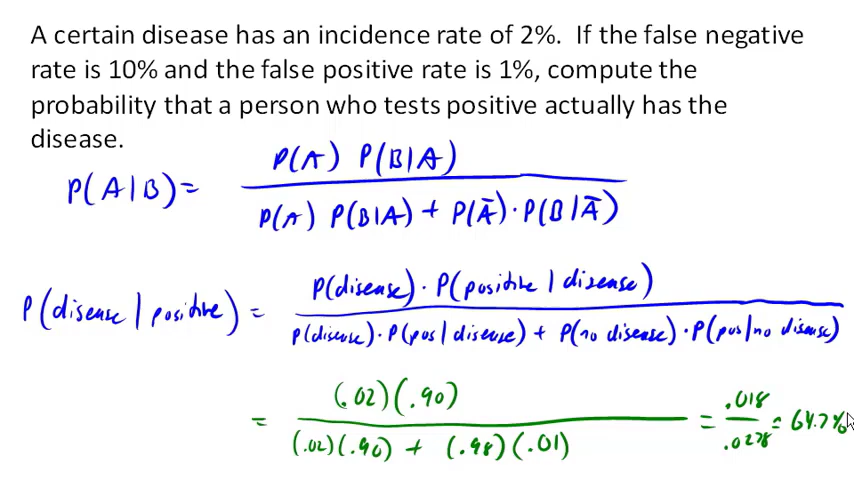 A certain disease has an incidence rate of 2%. If the false negative
rate is 10% and the false positive rate is 1%, compute the
probability that a person who tests positive actually has the
disease.
P(A) P(B|A)
P(A|B)=
P(A) P(B|A) + P(Ā)·P(B|Ā)
P(disease)·P(positive|disease)
P(disease|positive) =
P(disease)·P(pos|disease) + P(no disease)·P(pos|no disease)
(.02)(.90)
=
(.02)(.90) + (.98)(.01)
= .018
.0278
= 64.7%